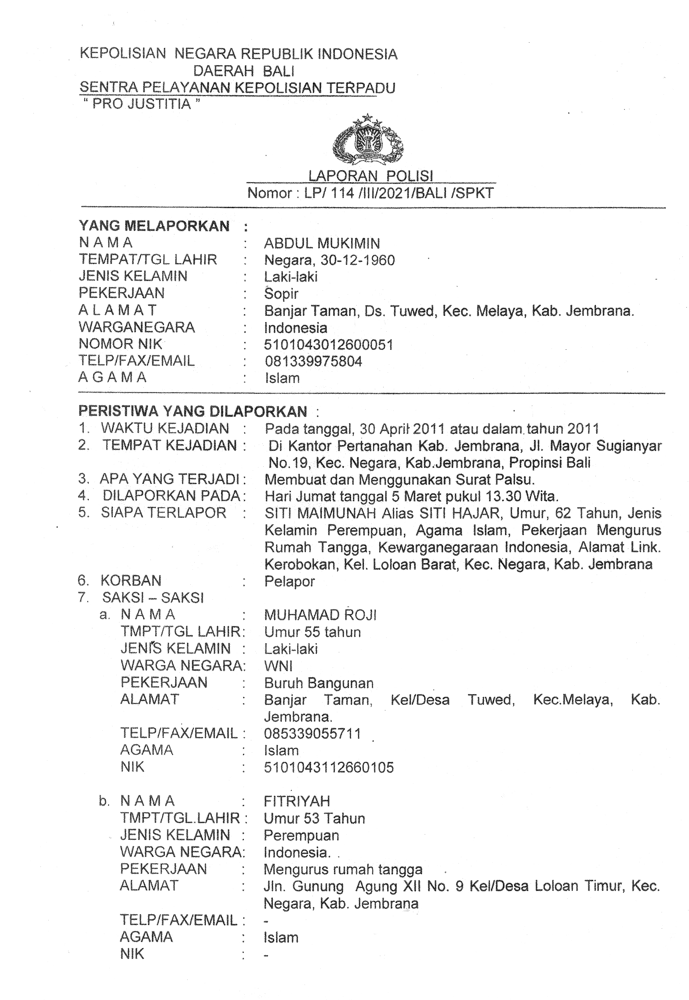 KEPOLISIAN NEGARA REPUBLIK INDONESIA
DAERAH BALI
SENTRA PELAYANAN KEPOLISIAN TERPADU
“ PRO JUSTITIA ”
LAPORAN POLISI
Nomor : LP/ 114 /III/2021/BALI /SPKT
YANG MELAPORKAN :
N A M A : ABDUL MUKIMIN
TEMPAT/TGL LAHIR : Negara, 30-12-1960
JENIS KELAMIN : Laki-laki
PEKERJAAN : Sopir
A L A M A T : Banjar Taman, Ds. Tuwed, Kec. Melaya, Kab. Jembrana.
WARGANEGARA : Indonesia
NOMOR NIK : 5101043012600051
TELP/FAX/EMAIL : 081339975804
A G A M A : Islam
PERISTIWA YANG DILAPORKAN :
1. WAKTU KEJADIAN : Pada tanggal, 30 April 2011 atau dalam tahun 2011
2. TEMPAT KEJADIAN : Di Kantor Pertanahan Kab. Jembrana, Jl. Mayor Sugianyar
No.19, Kec. Negara, Kab.Jembrana, Propinsi Bali
3. APA YANG TERJADI : Membuat dan Menggunakan Surat Palsu.
4. DILAPORKAN PADA : Hari Jumat tanggal 5 Maret pukul 13.30 Wita.
5. SIAPA TERLAPOR : SITI MAIMUNAH Alias SITI HAJAR, Umur, 62 Tahun, Jenis
Kelamin Perempuan, Agama Islam, Pekerjaan Mengurus
Rumah Tangga, Kewarganegaraan Indonesia, Alamat Link.
Kerobokan, Kel. Loloan Barat, Kec. Negara, Kab. Jembrana
6. KORBAN : Pelapor
7. SAKSI – SAKSI
a. N A M A : MUHAMAD ROJI
TMPT/TGL LAHIR : Umur 55 tahun
JENIS KELAMIN : Laki-laki
WARGA NEGARA : WNI
PEKERJAAN : Buruh Bangunan
ALAMAT : Banjar Taman, Kel/Desa Tuwed, Kec.Melaya, Kab.
Jembrana.
TELP/FAX/EMAIL : 085339055711
AGAMA : Islam
NIK : 5101043112660105
b. N A M A : FITRIYAH
TMPT/TGL.LAHIR : Umur 53 Tahun
JENIS KELAMIN : Perempuan
WARGA NEGARA : Indonesia.
PEKERJAAN : Mengurus rumah tangga
ALAMAT : Jln. Gunung Agung XII No. 9 Kel/Desa Loloan Timur, Kec.
Negara, Kab. Jembrana
TELP/FAX/EMAIL : -
AGAMA : Islam
NIK : -